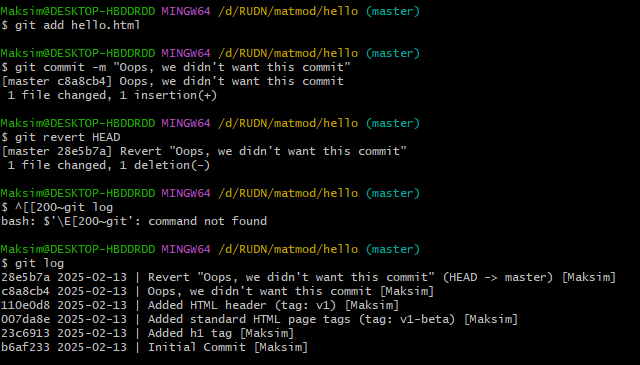 Maksim@DESKTOP-HBDDRDD MINGW64 /d/RUDN/matmod/hello (master)
$ git add hello.html
Maksim@DESKTOP-HBDDRDD MINGW64 /d/RUDN/matmod/hello (master)
$ git commit -m "Oops, we didn't want this commit"
[master c8a8cb4] Oops, we didn't want this commit
 1 file changed, 1 insertion(+)
Maksim@DESKTOP-HBDDRDD MINGW64 /d/RUDN/matmod/hello (master)
$ git revert HEAD
[master 28e5b7a] Revert "Oops, we didn't want this commit"
 1 file changed, 1 deletion(-)
Maksim@DESKTOP-HBDDRDD MINGW64 /d/RUDN/matmod/hello (master)
$ ^[[200~git log
bash: $'\E[200~git': command not found
Maksim@DESKTOP-HBDDRDD MINGW64 /d/RUDN/matmod/hello (master)
$ git log
28e5b7a 2025-02-13 | Revert "Oops, we didn't want this commit" (HEAD -> master) [Maksim]
c8a8cb4 2025-02-13 | Oops, we didn't want this commit [Maksim]
110e0d8 2025-02-13 | Added HTML header (tag: v1) [Maksim]
007da8e 2025-02-13 | Added standard HTML page tags (tag: v1-beta) [Maksim]
23c6913 2025-02-13 | Added h1 tag [Maksim]
b6af233 2025-02-13 | Initial Commit [Maksim]